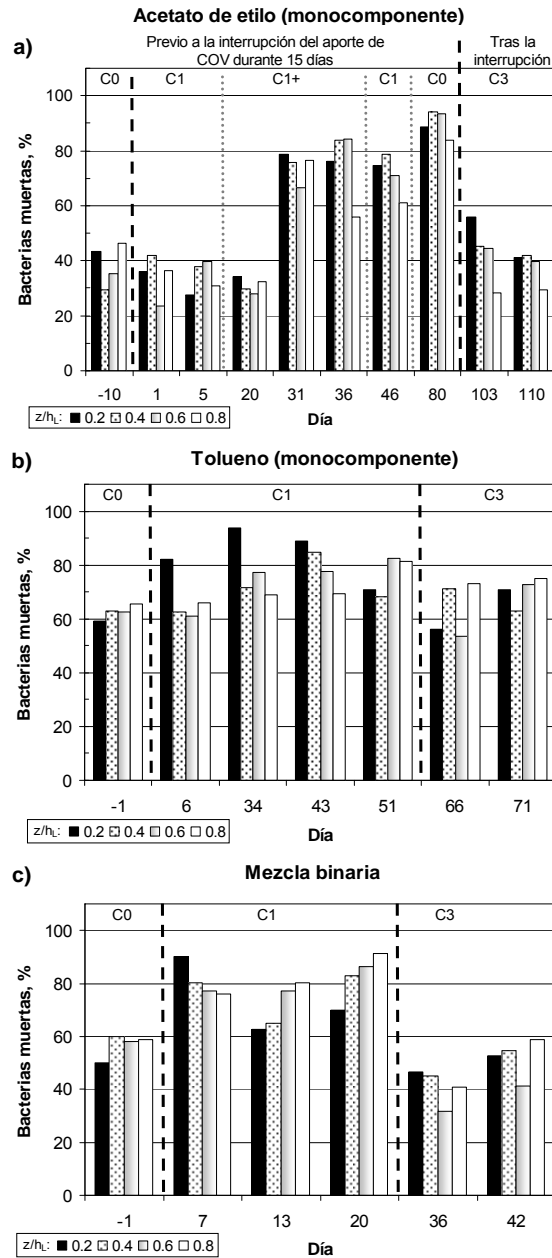 Acetato de etilo (monocomponente)
a)
Previo a la interrupción del aporte de
COV durante 15 días
Tras la
interrupción
C0 C1 C1+ C1 C0 C3
Bacterias muertas, %
100
80
60
40
20
0
-10 1 5 20 31 36 46 80 103 110
z/hL: 0.2 0.4 0.6 0.8
Día
b)
Tolueno (monocomponente)
C0 C1 C3
Bacterias muertas, %
100
80
60
40
20
0
-1 6 34 43 51 66 71
z/hL: 0.2 0.4 0.6 0.8
Día
c)
Mezcla binaria
C0 C1 C3
Bacterias muertas, %
100
80
60
40
20
0
-1 7 13 20 36 42
z/hL: 0.2 0.4 0.6 0.8
Día